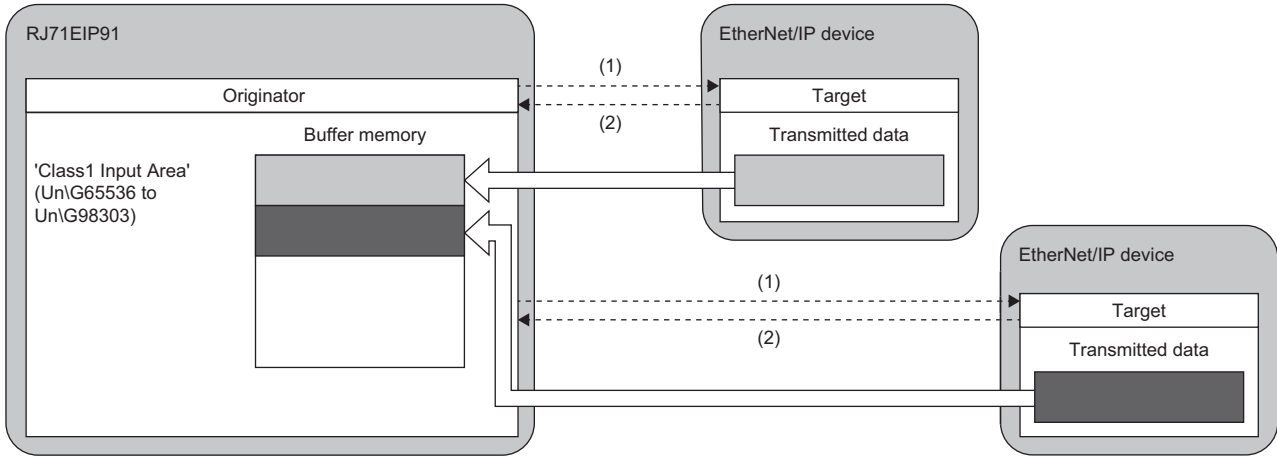 RJ71EIP91
Originator
Buffer memory
'Class1 Input Area'
(Un\G65536 to
Un\G98303)
(1)
(2)
EtherNet/IP device
Target
Transmitted data
(1)
(2)
EtherNet/IP device
Target
Transmitted data